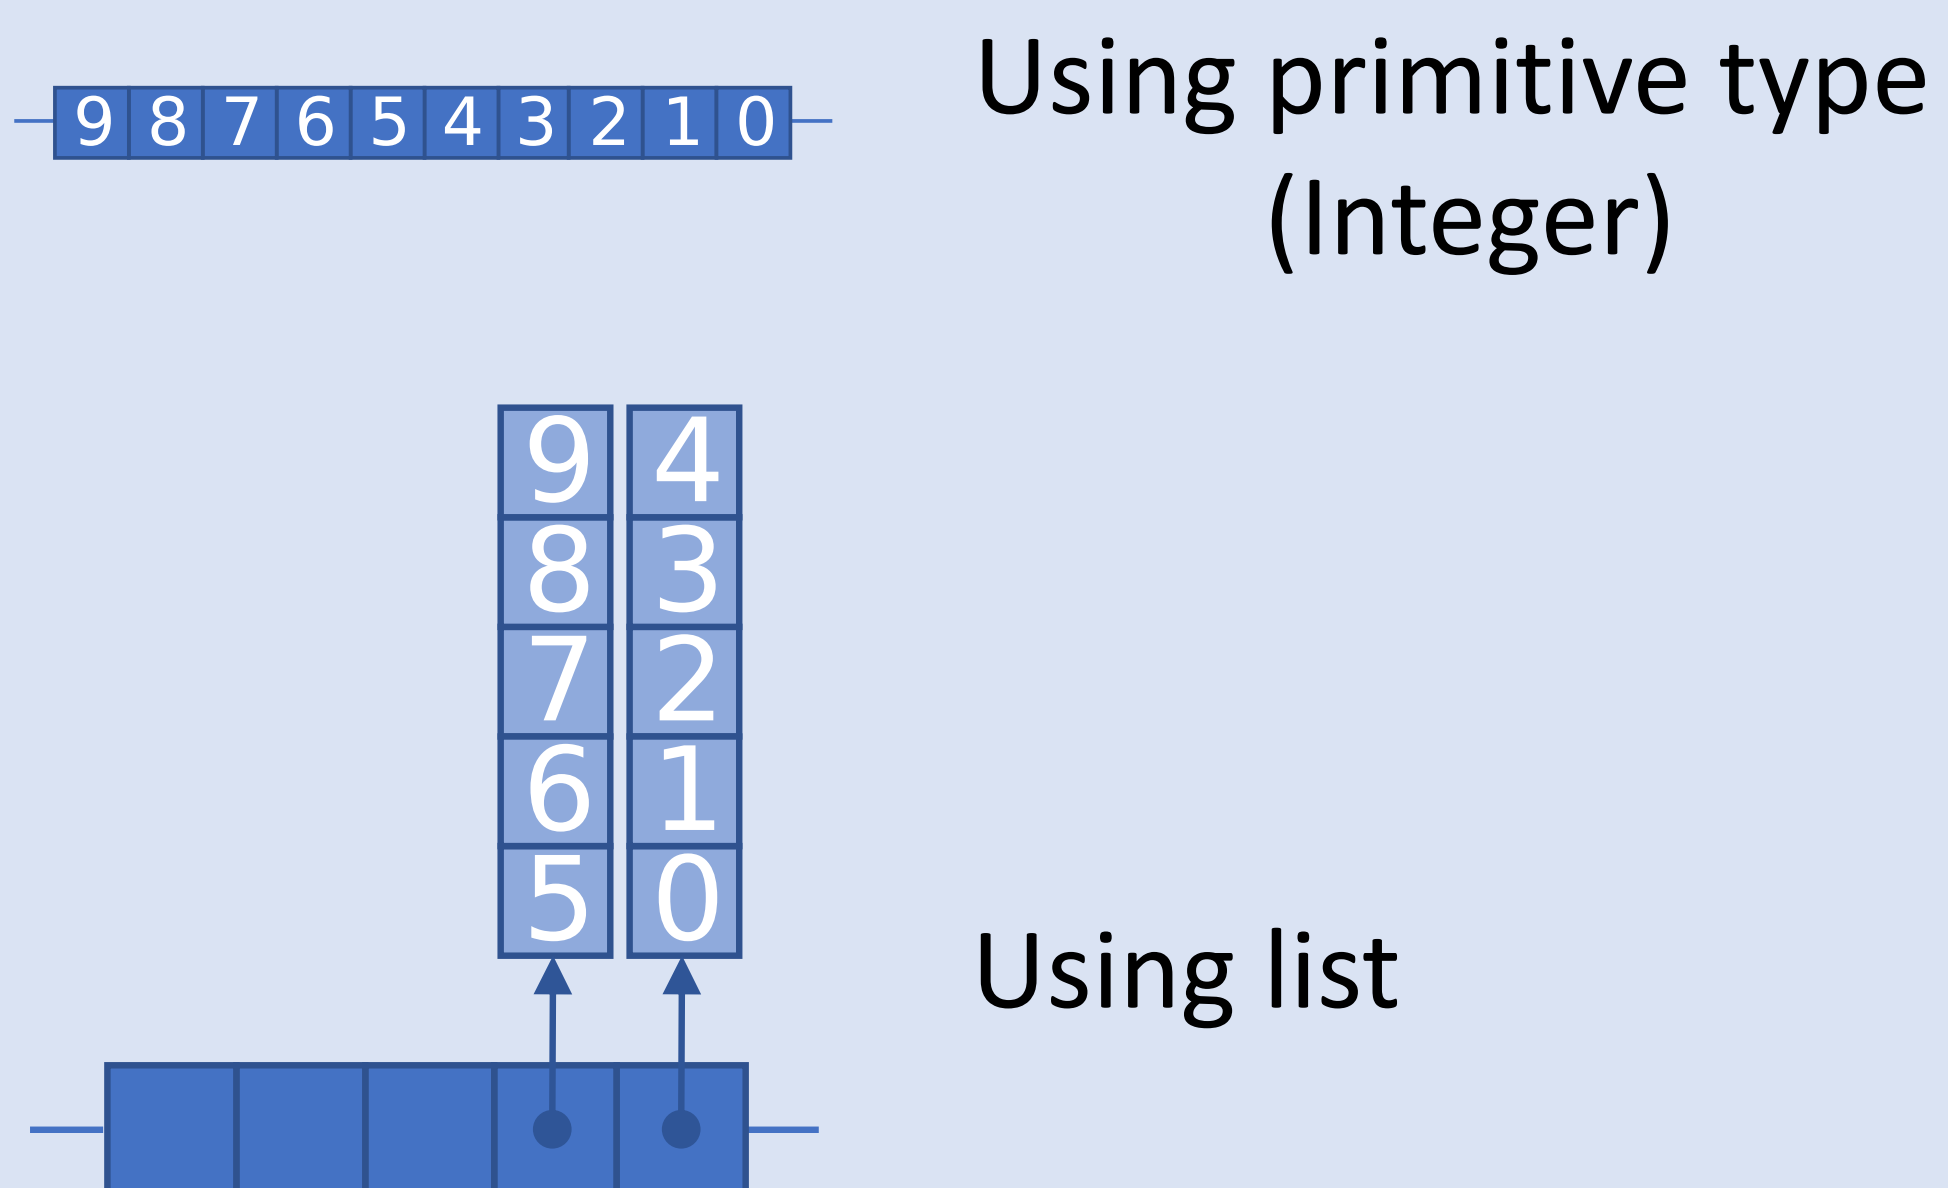 9 8 7 6 5 4 3 2 1 0
Using primitive type
(Integer)
9 4
8 3
7 2
6 1
5 0
Using list